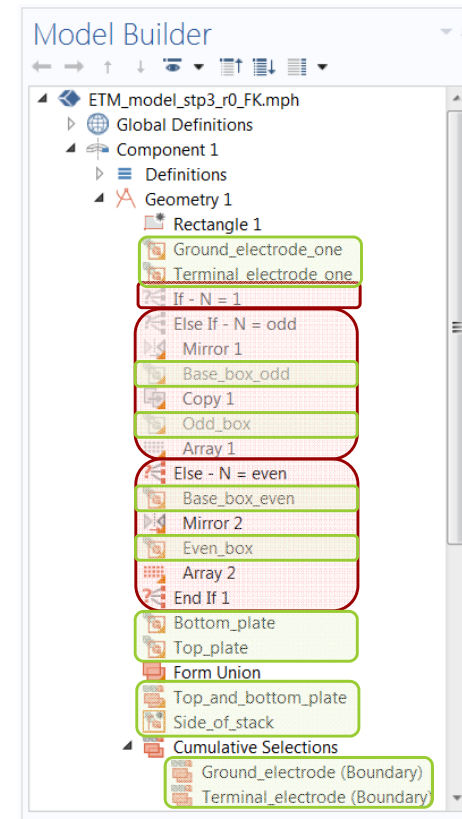 Model Builder
ETM_model_stp3_r0_FK.mph
Global Definitions
Component 1
Definitions
Geometry 1
Rectangle 1
Ground_electrode_one
Terminal_electrode_one
If - N = 1
Else If - N = odd
Mirror 1
Base_box_odd
Copy 1
Odd_box
Array 1
Else - N = even
Base_box_even
Mirror 2
Even_box
Array 2
End If 1
Bottom_plate
Top_plate
Form Union
Top_and_bottom_plate
Side_of_stack
Cumulative Selections
Ground_electrode (Boundary)
Terminal_electrode (Boundary)